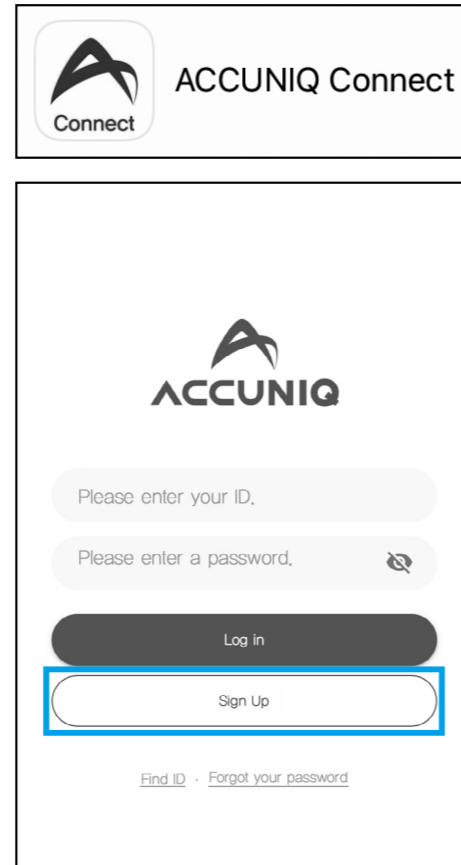 Connect
ACCUNIQ Connect
ACCUNIQ
Please enter your ID.
Please enter a password.
Log in
Sign Up
Find ID · Forgot your password